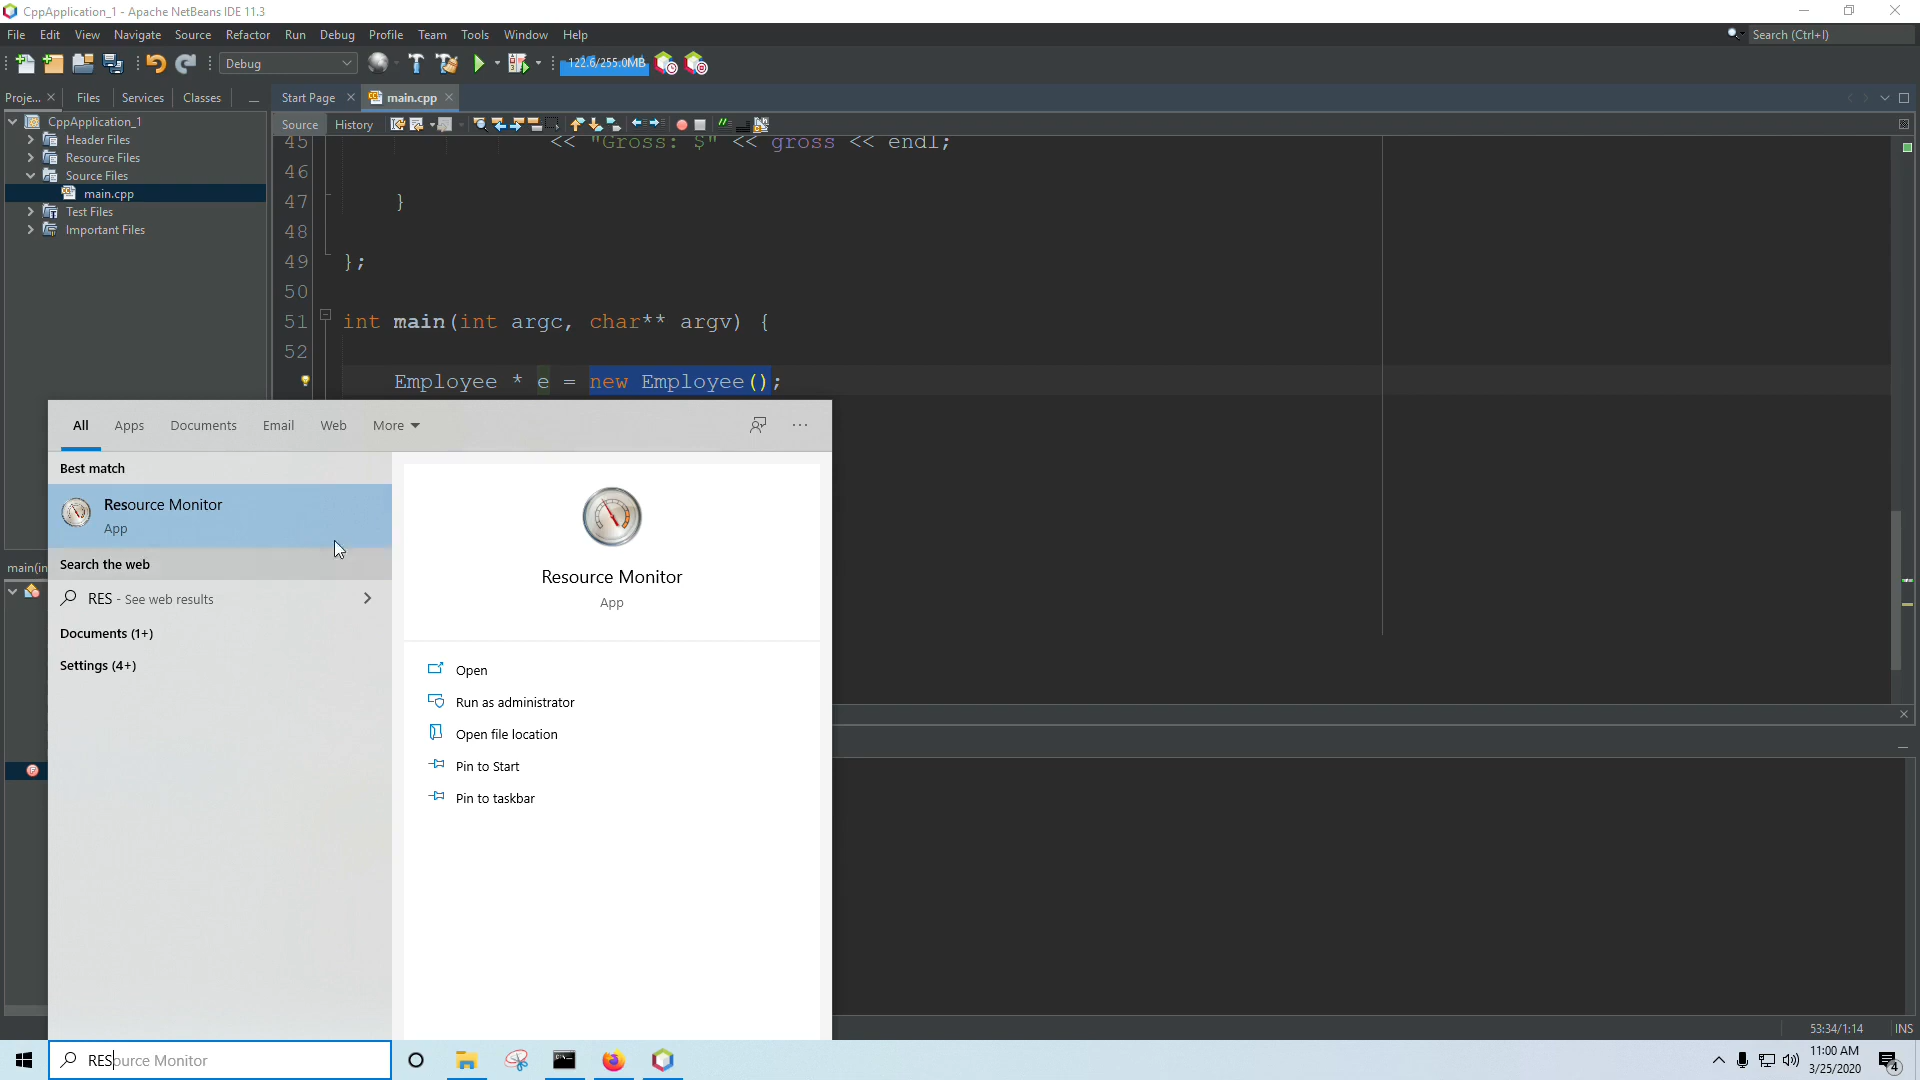 CppApplication_1 - Apache NetBeans IDE 11.3
File Edit View Navigate Source Refactor Run Debug Profile Team Tools Window Help
Search (Ctrl+I)
Debug
122.6/255.0MB
Proje... Files Services Classes
Start Page main.cpp
CppApplication_1
Header Files
Resource Files
Source Files
main.cpp
Test Files
Important Files
Source History
45 << "Gross: $" << gross << endl;
46
47 }
48
49 };
50
51 int main(int argc, char** argv) {
52
Employee * e = new Employee();
main(in
All Apps Documents Email Web More
Best match
Resource Monitor
App
Search the web
RES - See web results
Documents (1+)
Settings (4+)
Resource Monitor
App
Open
Run as administrator
Open file location
Pin to Start
Pin to taskbar
53:34/1:14 INS
RESource Monitor
11:00 AM
3/25/2020
4